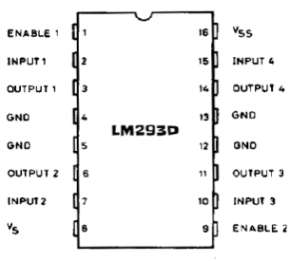 ENABLE 1 1 16 VSS
INPUT 1 2 15 INPUT 4
OUTPUT 1 3 14 OUTPUT 4
GND 4 13 GND
LM293D
GND 5 12 GND
OUTPUT 2 6 11 OUTPUT 3
INPUT 2 7 10 INPUT 3
VS 8 9 ENABLE 2